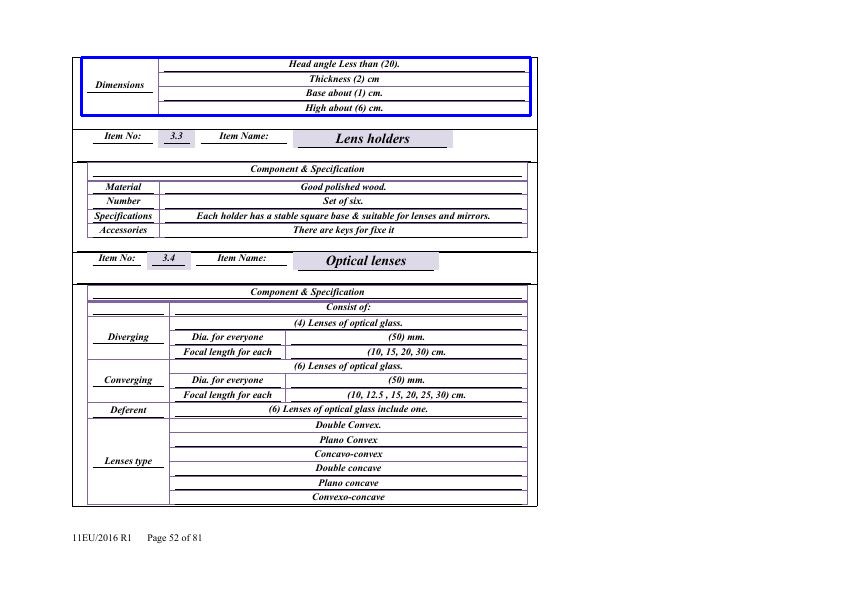 Dimensions
Head angle Less than (20).
Thickness (2) cm
Base about (1) cm.
High about (6) cm.
Item No: 3.3 Item Name: Lens holders
Component & Specification
Material Good polished wood.
Number Set of six.
Specifications Each holder has a stable square base & suitable for lenses and mirrors.
Accessories There are keys for fixe it
Item No: 3.4 Item Name: Optical lenses
Component & Specification
Consist of:
Diverging
(4) Lenses of optical glass.
Dia. for everyone (50) mm.
Focal length for each (10, 15, 20, 30) cm.
Converging
(6) Lenses of optical glass.
Dia. for everyone (50) mm.
Focal length for each (10, 12.5 , 15, 20, 25, 30) cm.
Deferent (6) Lenses of optical glass include one.
Lenses type
Double Convex.
Plano Convex
Concavo-convex
Double concave
Plano concave
Convexo-concave
11EU/2016 R1 Page 52 of 81